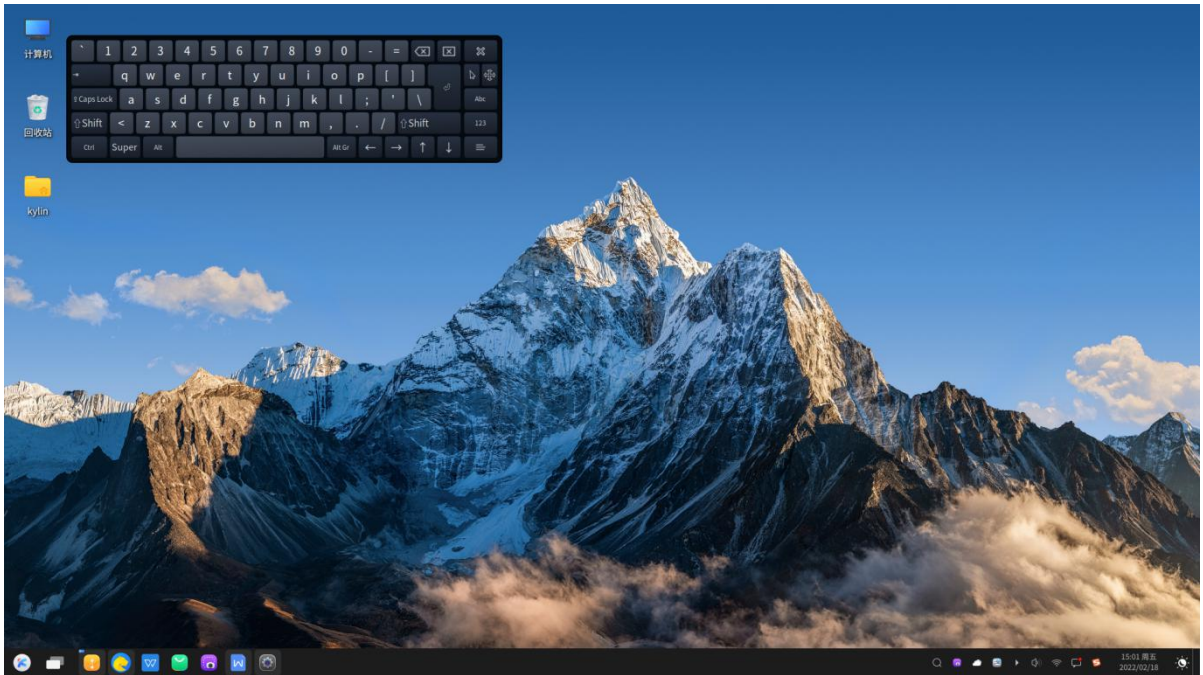 计算机
回收站
kylin
` 1 2 3 4 5 6 7 8 9 0 - =
q w e r t y u i o p [ ]
Caps Lock a s d f g h j k l ; ' \ Abc
Shift < z x c v b n m , . / Shift 123
Ctrl Super Alt Alt Gr ← → ↑ ↓
15:01 周五
2022/02/18